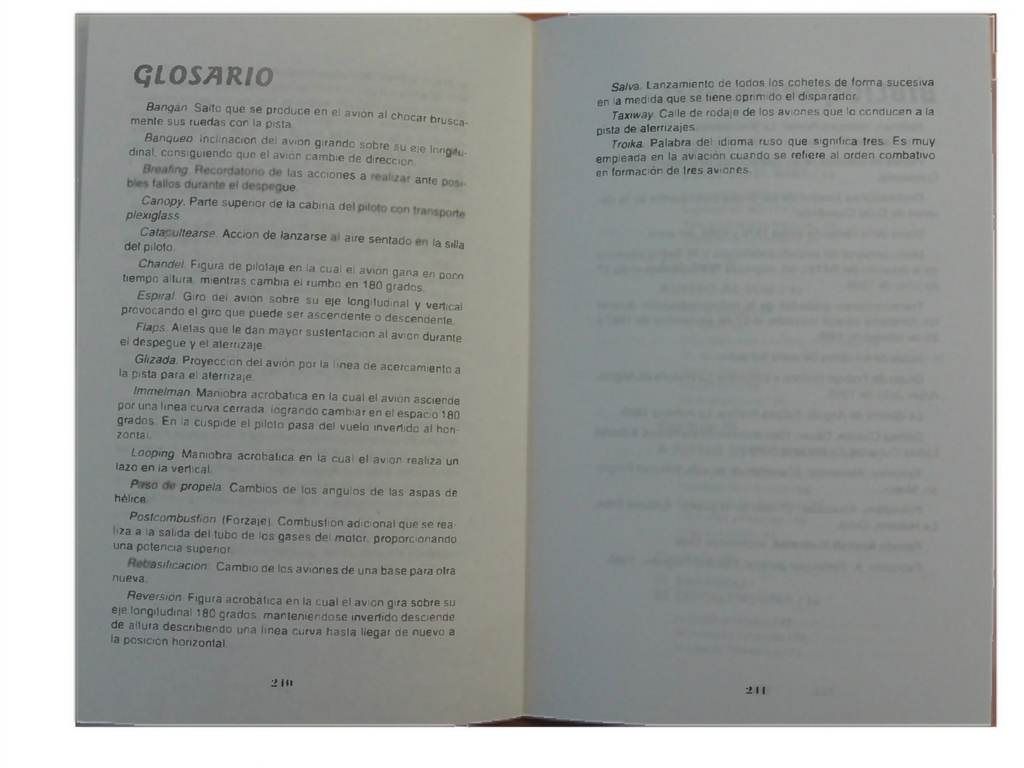 GLOSARIO
Bangán. Salto que se produce en el avión al chocar brusca-
mente sus ruedas con la pista.
Banqueo. Inclinación del avión girando sobre su eje longitu-
dinal, consiguiendo que el avión cambie de dirección.
Breafing. Recordatorio de las acciones a realizar ante posi-
bles fallos durante el despegue.
Canopy. Parte superior de la cabina del piloto con transporte
plexiglass.
Catapultearse. Acción de lanzarse al aire sentado en la silla
del piloto.
Chandel. Figura de pilotaje en la cual el avión gana en poco
tiempo altura, mientras cambia el rumbo en 180 grados.
Espiral. Giro del avión sobre su eje longitudinal y vertical
provocando el giro que puede ser ascendente o descendente.
Flaps. Aletas que le dan mayor sustentación al avión durante
el despegue y el aterrizaje.
Glizada. Proyección del avión por la línea de acercamiento a
la pista para el aterrizaje.
Immelman. Maniobra acrobática en la cual el avión asciende
por una línea curva cerrada, logrando cambiar en el espacio 180
grados. En la cúspide el piloto pasa del vuelo invertido al hori-
zontal.
Looping. Maniobra acrobática en la cual el avión realiza un
lazo en la vertical.
Paso de propela. Cambios de los ángulos de las aspas de
hélice.
Postcombustión (Forzaje). Combustión adicional que se rea-
liza a la salida del tubo de los gases del motor, proporcionando
una potencia superior.
Rebasificación. Cambio de los aviones de una base para otra
nueva.
Reversión. Figura acrobática en la cual el avión gira sobre su
eje longitudinal 180 grados, manteniéndose invertido desciende
de altura describiendo una línea curva hasta llegar de nuevo a
la posición horizontal.
240
Salva. Lanzamiento de todos los cohetes de forma sucesiva
en la medida que se tiene oprimido el disparador.
Taxiway. Calle de rodaje de los aviones que lo conducen a la
pista de aterrizajes.
Troika. Palabra del idioma ruso que significa tres. Es muy
empleada en la aviación cuando se refiere al orden combativo
en formación de tres aviones.
241